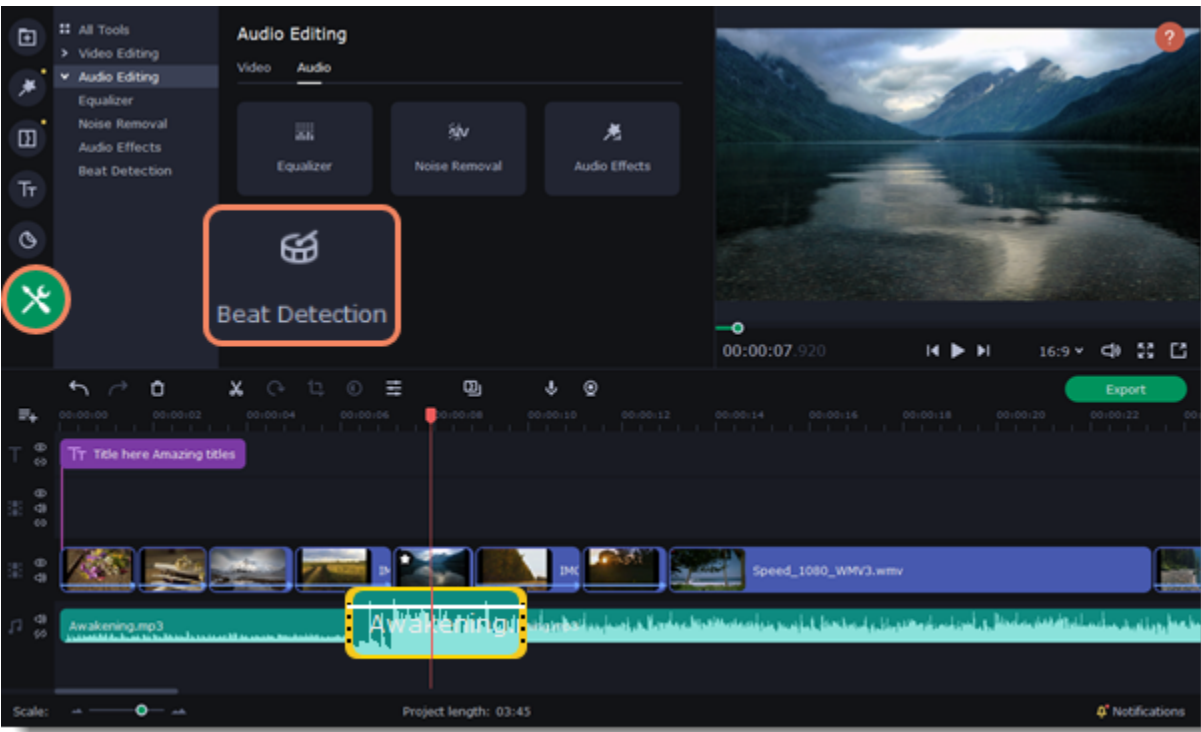 All Tools
Video Editing
Audio Editing
Equalizer
Noise Removal
Audio Effects
Beat Detection
Audio Editing
Video Audio
Equalizer
Noise Removal
Audio Effects
Beat Detection
?
00:00:07.920
16:9
Export
00:00:00 00:00:02 00:00:04 00:00:06 00:00:08 00:00:10 00:00:12 00:00:14 00:00:16 00:00:18 00:00:20 00:00:22
Tт Title here Amazing titles
IMG
Speed_1080_WMV3.wmv
Awakening.mp3
Awakening.
Scale:
Project length: 03:45
Notifications